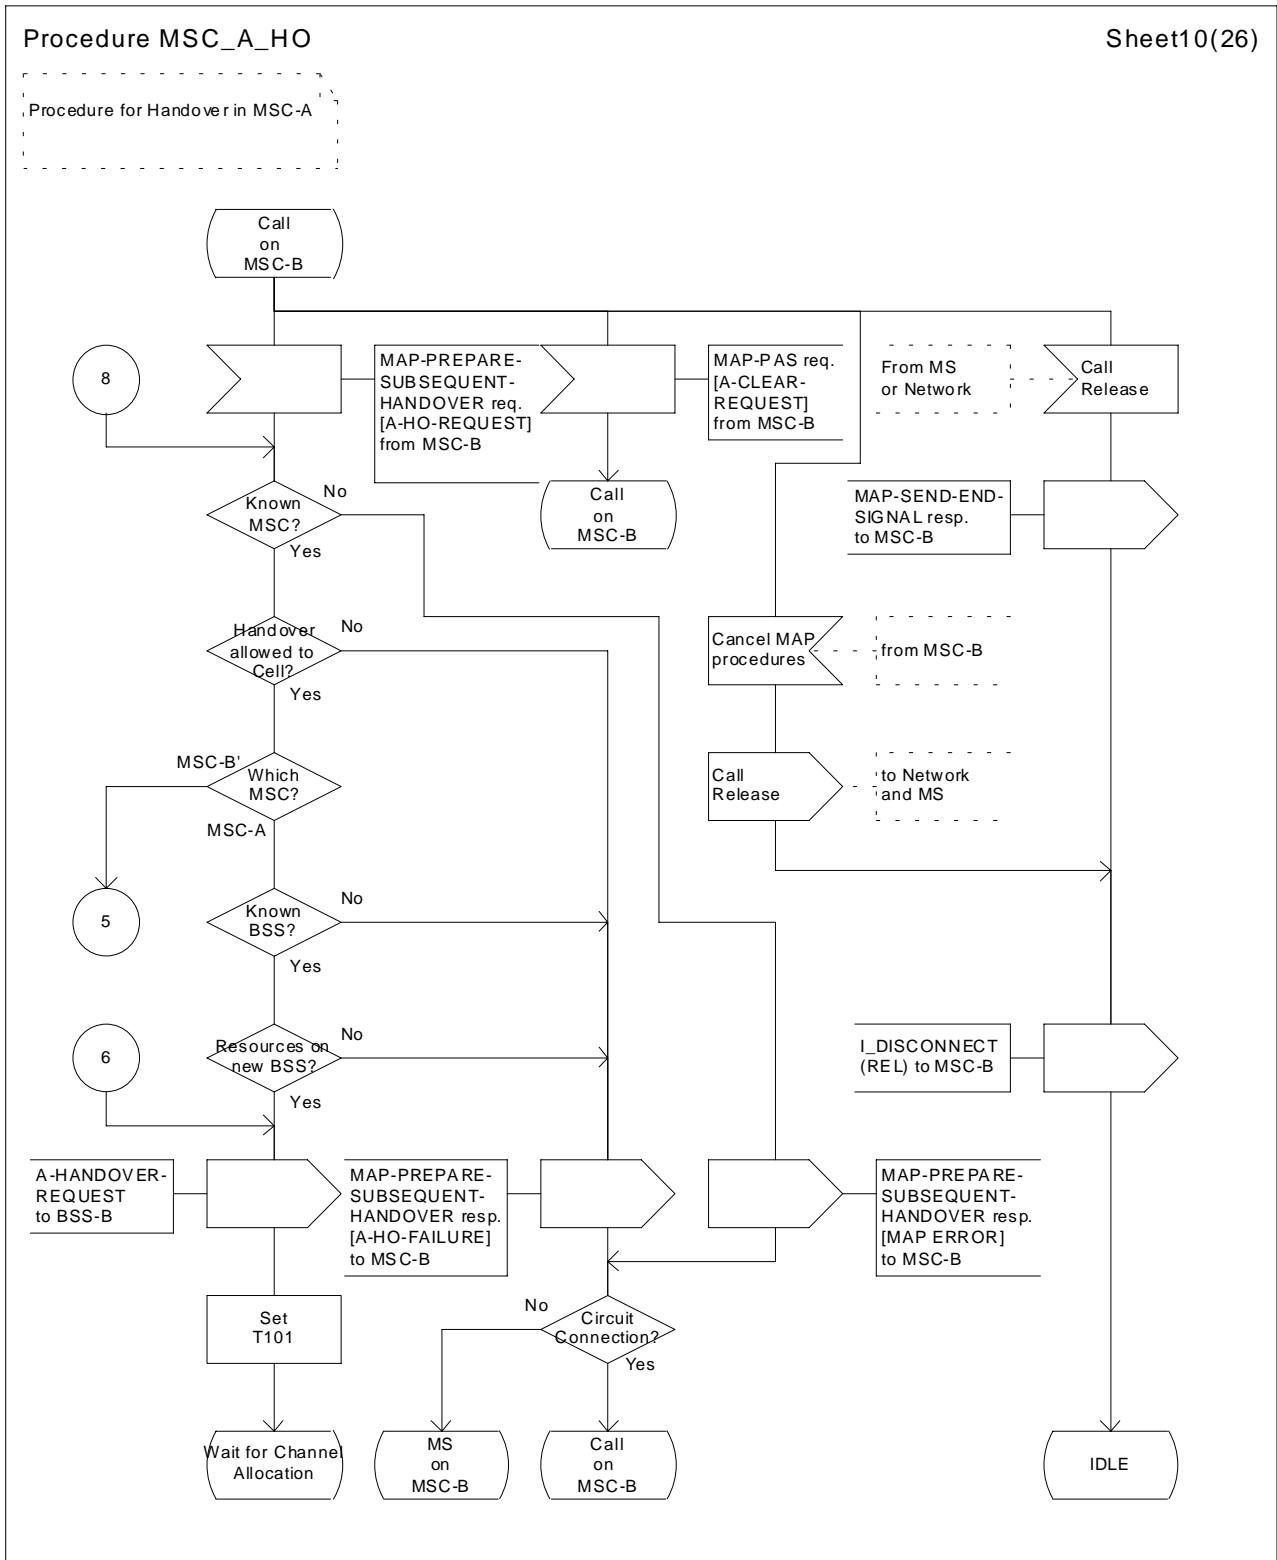 Procedure MSC_A_HO
Sheet10(26)
Procedure for Handover in MSC-A
Call
on
MSC-B
8
MAP-PREPARE-
SUBSEQUENT-
HANDOVER req.
[A-HO-REQUEST]
from MSC-B
MAP-PAS req.
[A-CLEAR-
REQUEST]
from MSC-B
From MS
or Network
Call
Release
Known
MSC?
No
Yes
Call
on
MSC-B
MAP-SEND-END-
SIGNAL resp.
to MSC-B
Handover
allowed to
Cell?
No
Yes
Cancel MAP
procedures
from MSC-B
MSC-B'
Which
MSC?
MSC-A
Call
Release
to Network
and MS
5
Known
BSS?
No
Yes
6
Resources on
new BSS?
No
Yes
I_DISCONNECT
(REL) to MSC-B
A-HANDOVER-
REQUEST
to BSS-B
MAP-PREPARE-
SUBSEQUENT-
HANDOVER resp.
[A-HO-FAILURE]
to MSC-B
MAP-PREPARE-
SUBSEQUENT-
HANDOVER resp.
[MAP ERROR]
to MSC-B
Set
T101
No
Circuit
Connection?
Yes
Wait for Channel
Allocation
MS
on
MSC-B
Call
on
MSC-B
IDLE